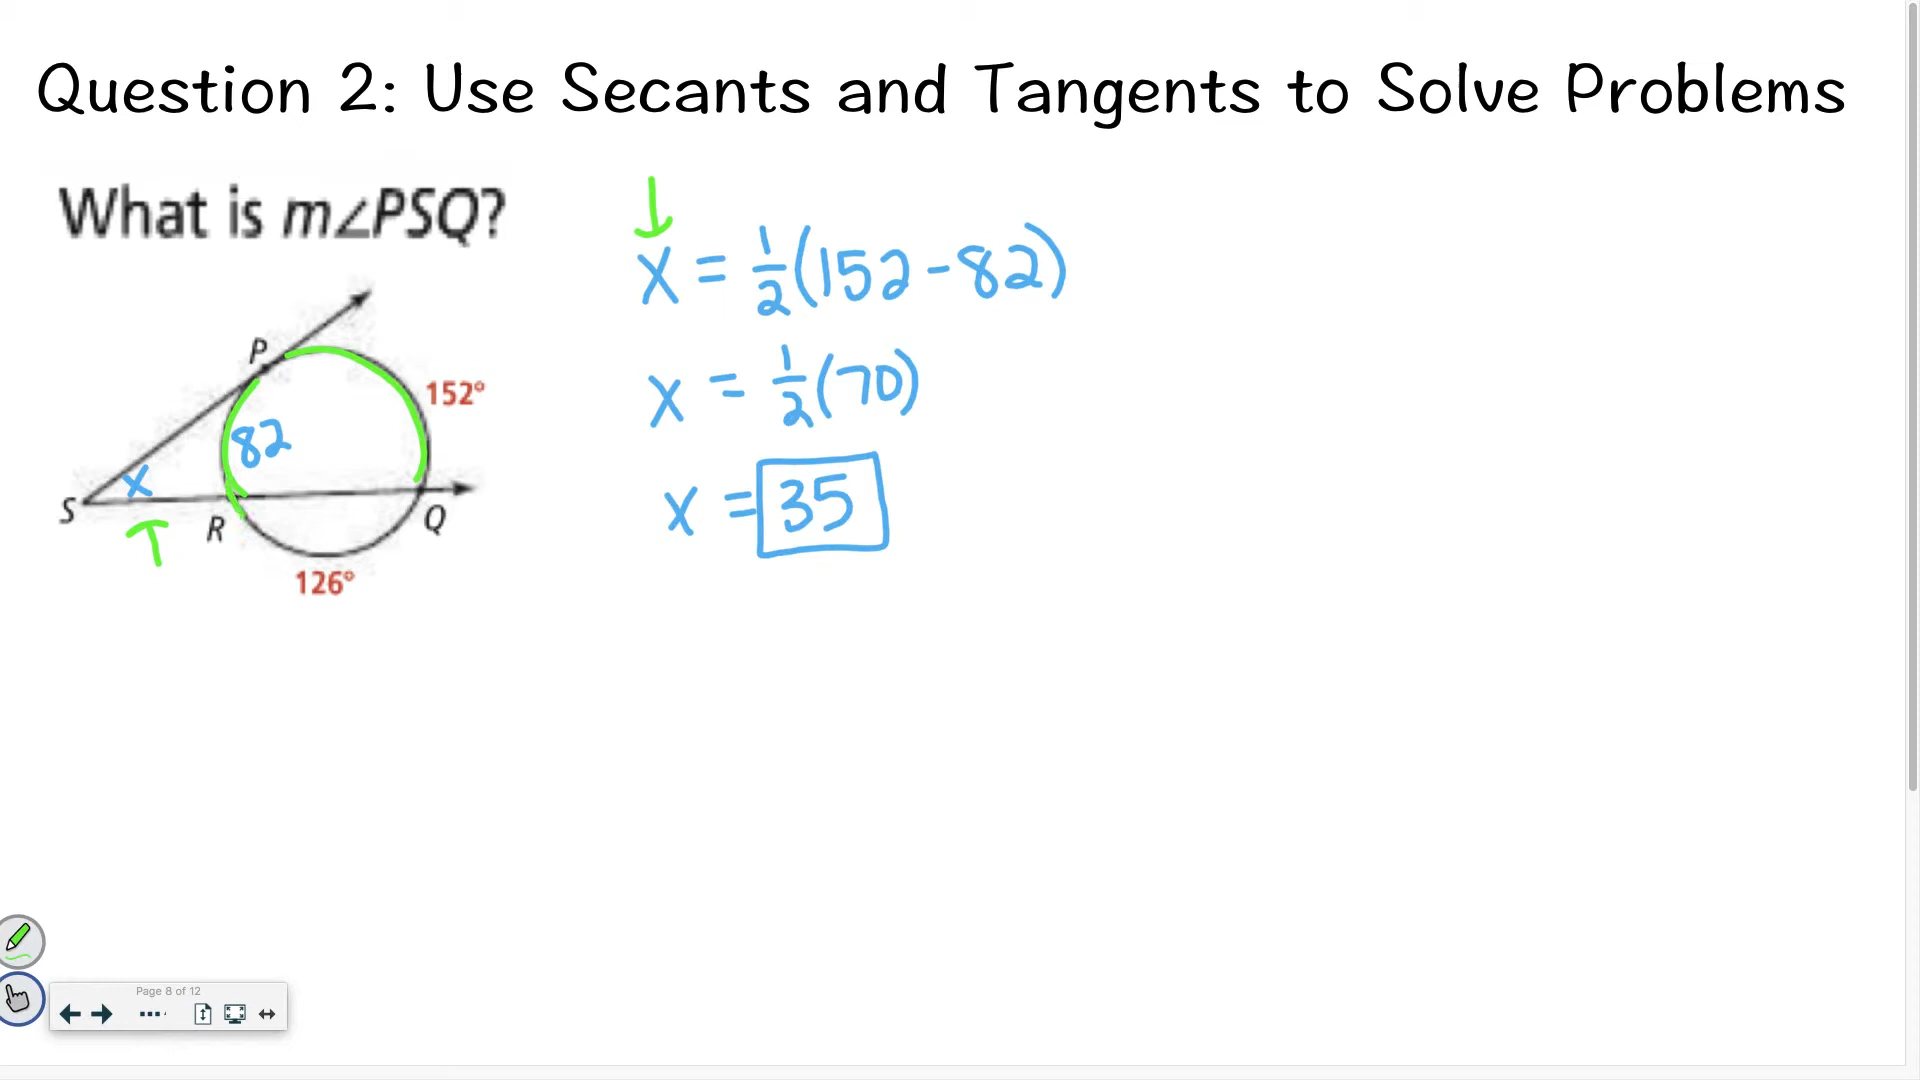 Question 2: Use Secants and Tangents to Solve Problems
What is m∠PSQ?
x = 1/2(152-82)
P
152°
x = 1/2(70)
82
x
S
R
Q
x = 35
126°
Page 8 of 12